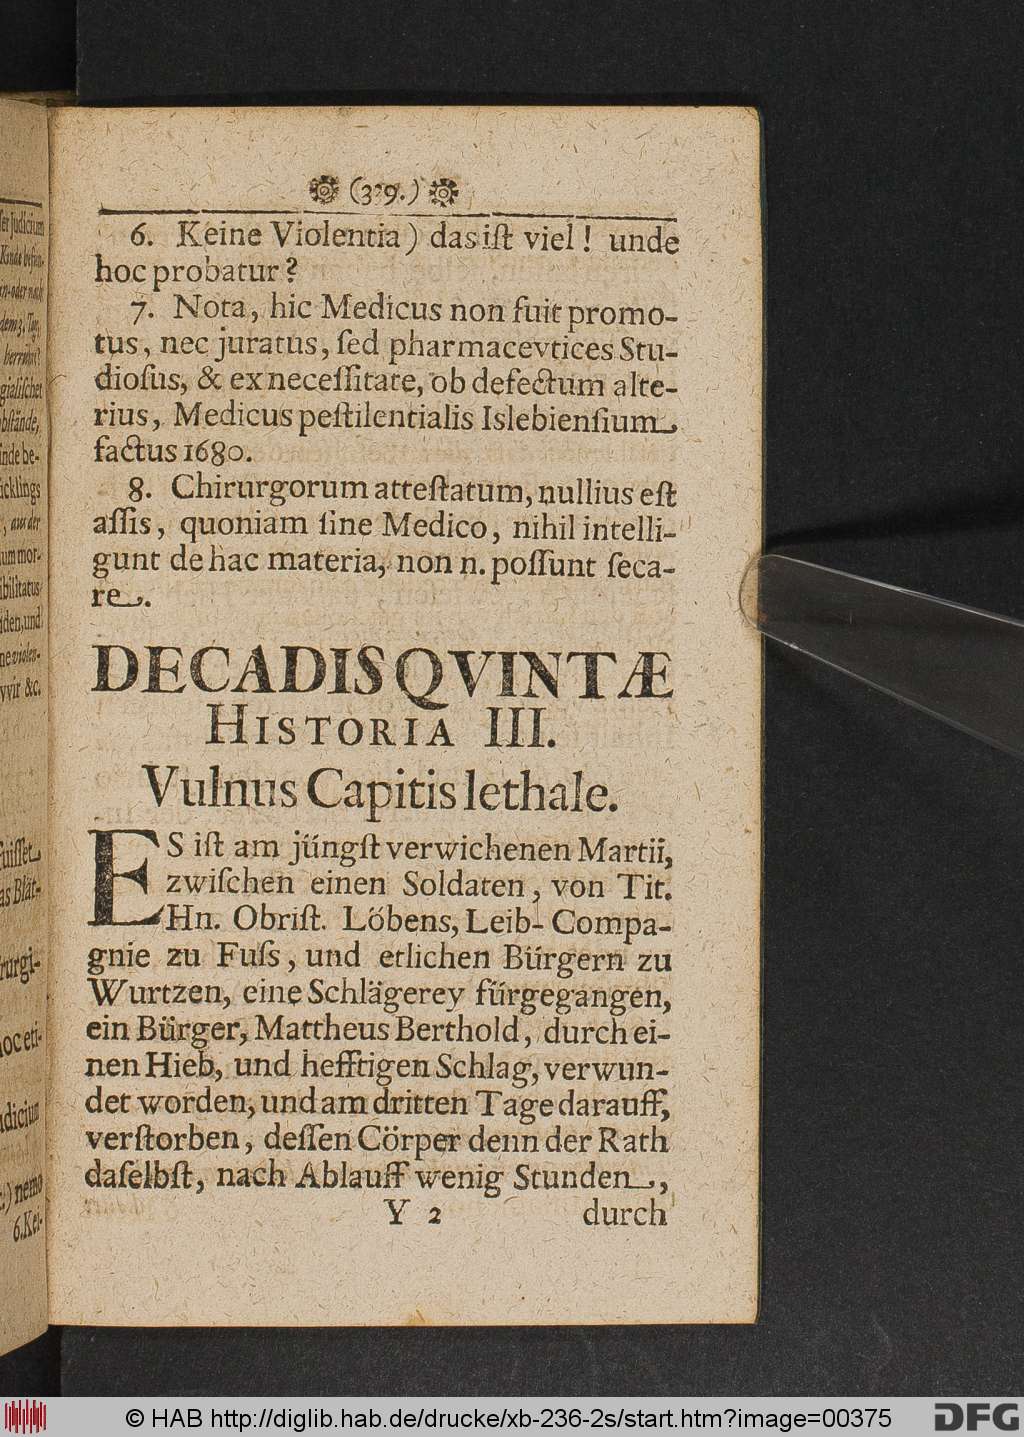 (339.)
6. Keine Violentia) das iſt viel! unde
hoc probatur?
7. Nota, hic Medicus non fuit promo-
tus, nec juratus, ſed pharmacevtices Stu-
dioſus, & ex neceſſitate, ob defectum alte-
rius, Medicus peſtilentialis Islebienſium,
factus 1680.
8. Chirurgorum atteſtatum, nullius eſt
aſſis, quoniam ſine Medico, nihil intelli-
gunt de hac materia, non n. poſſunt ſeca-
re.
DECADIS QVINTÆ
HISTORIA III.
Vulnus Capitis lethale.
ES iſt am jüngſt verwichenen Martii,
zwiſchen einen Soldaten, von Tit.
Hn. Obriſt. Löbens, Leib-Compa-
gnie zu Fuſs, und etlichen Bürgern zu
Wurtzen, eine Schlägerey fürgegangen,
ein Bürger, Mattheus Berthold, durch ei-
nen Hieb, und hefftigen Schlag, verwun-
det worden, und am dritten Tage darauff,
verſtorben, deſſen Cörper denn der Rath
daſelbſt, nach Ablauff wenig Stunden,
Y 2 durch
© HAB http://diglib.hab.de/drucke/xb-236-2s/start.htm?image=00375
DFG